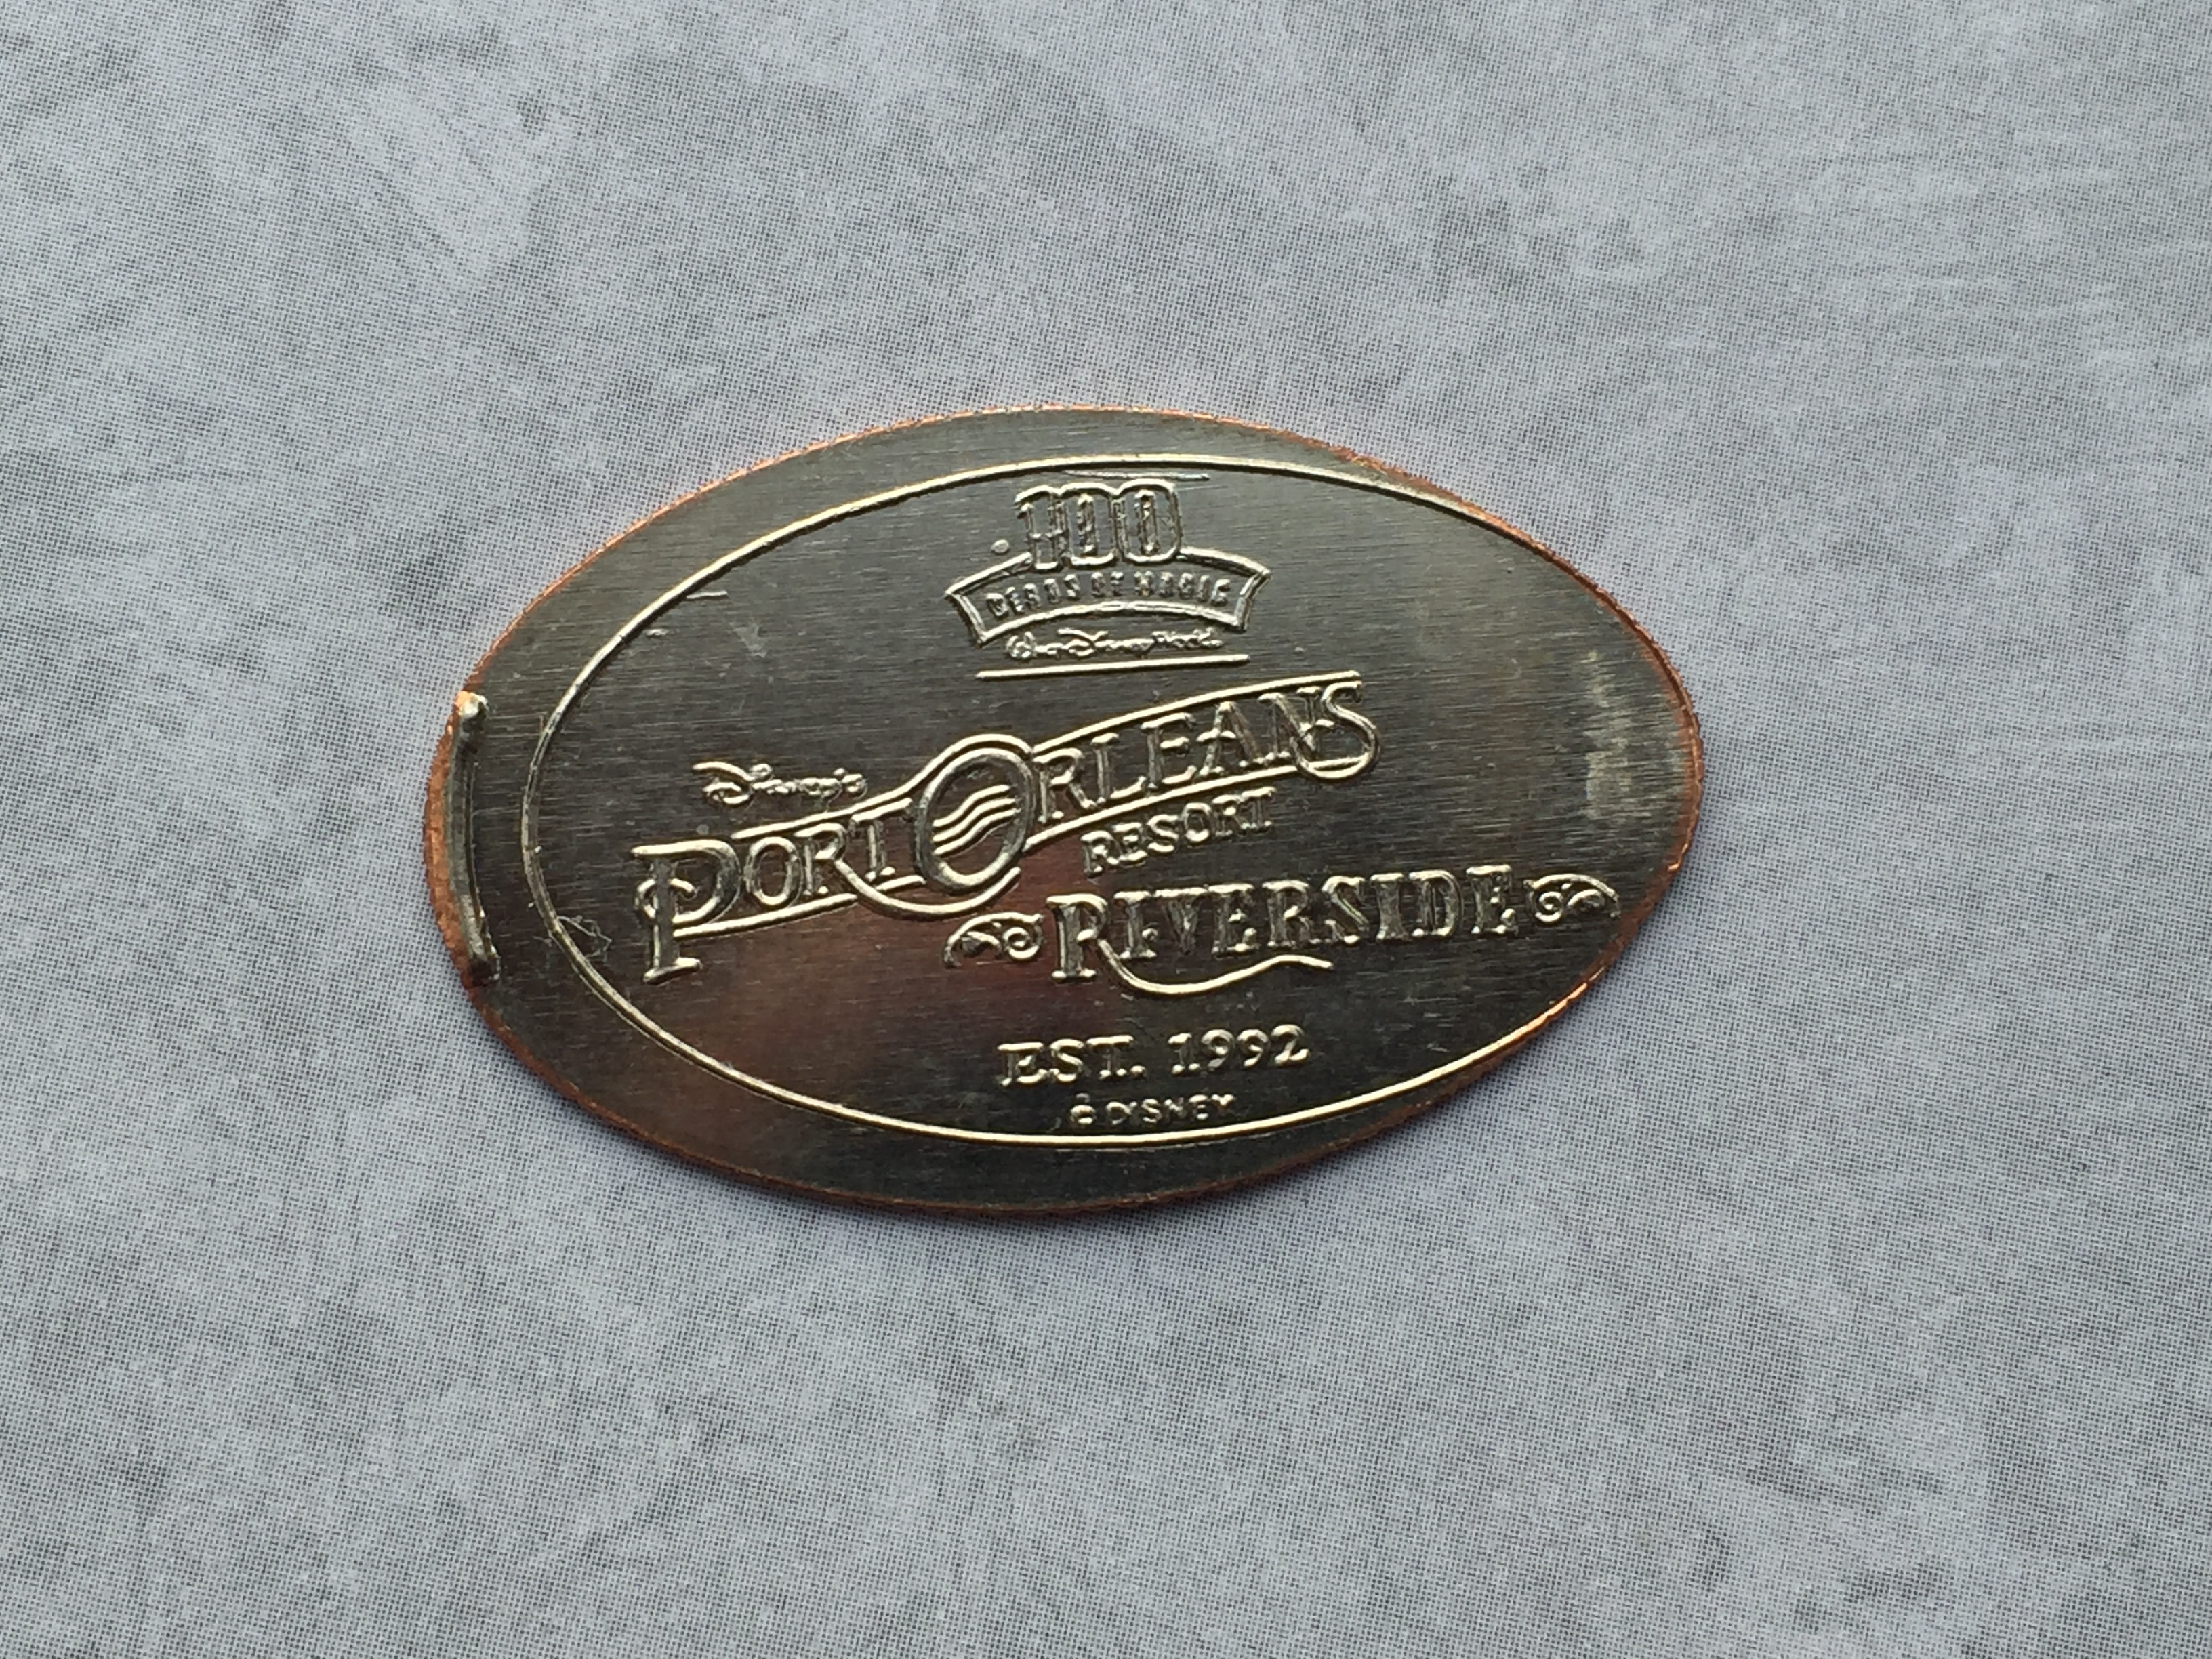 100
YEARS OF MAGIC
Walt Disney World
Disney's
PORT ORLEANS
RESORT
RIVERSIDE
EST. 1992
© DISNEY